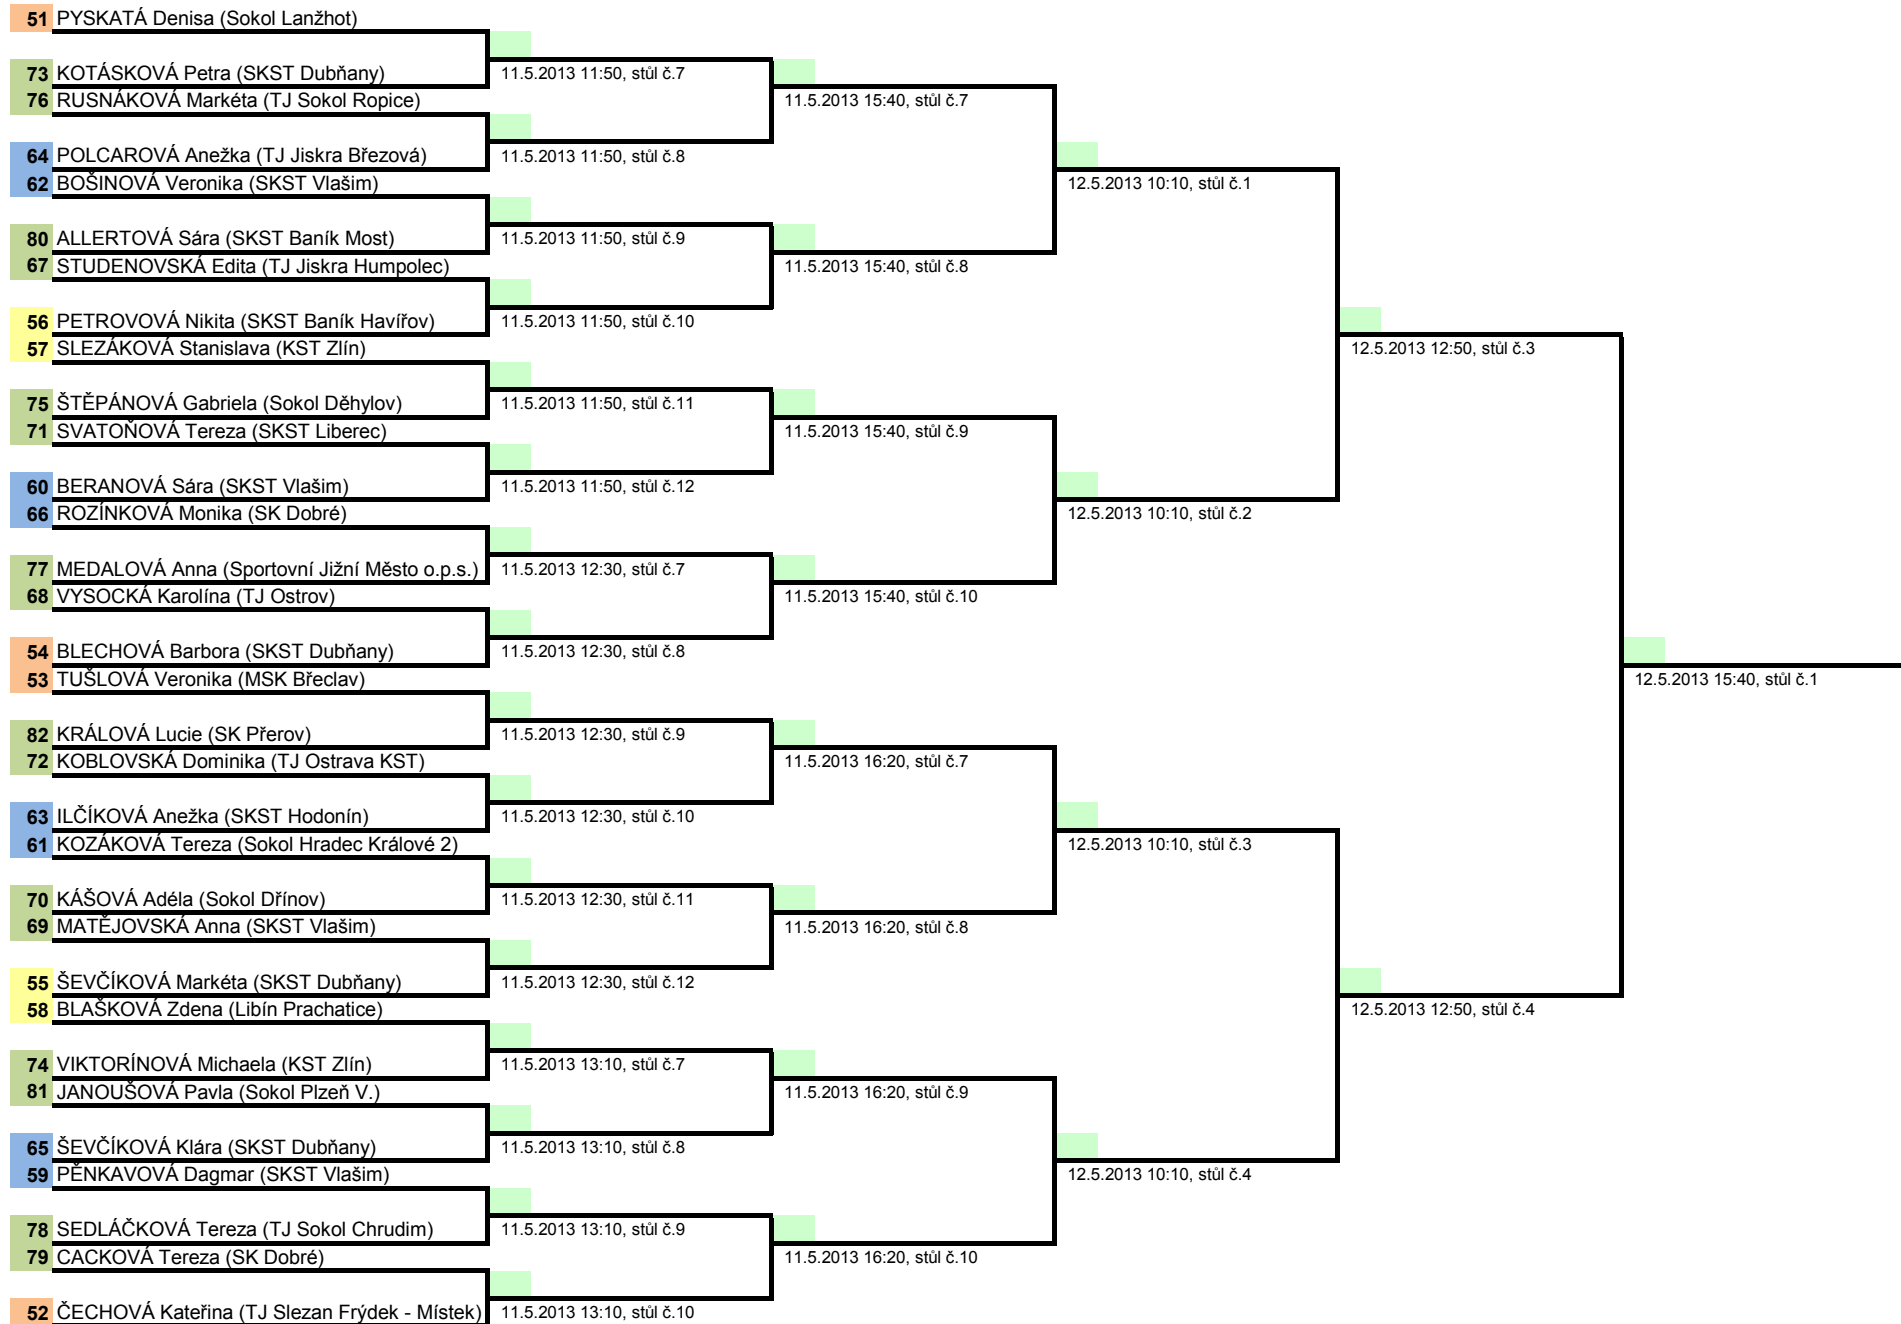 51 PYSKATÁ Denisa (Sokol Lanžhot)
73 KOTÁSKOVÁ Petra (SKST Dubňany) 11.5.2013 11:50, stůl č.7
76 RUSNÁKOVÁ Markéta (TJ Sokol Ropice) 11.5.2013 15:40, stůl č.7
64 POLCAROVÁ Anežka (TJ Jiskra Březová) 11.5.2013 11:50, stůl č.8
62 BOŠINOVÁ Veronika (SKST Vlašim) 12.5.2013 10:10, stůl č.1
80 ALLERTOVÁ Sára (SKST Baník Most) 11.5.2013 11:50, stůl č.9
67 STUDENOVSKÁ Edita (TJ Jiskra Humpolec) 11.5.2013 15:40, stůl č.8
56 PETROVOVÁ Nikita (SKST Baník Havířov) 11.5.2013 11:50, stůl č.10
57 SLEZÁKOVÁ Stanislava (KST Zlín) 12.5.2013 12:50, stůl č.3
75 ŠTĚPÁNOVÁ Gabriela (Sokol Děhylov) 11.5.2013 11:50, stůl č.11
71 SVATOŇOVÁ Tereza (SKST Liberec) 11.5.2013 15:40, stůl č.9
60 BERANOVÁ Sára (SKST Vlašim) 11.5.2013 11:50, stůl č.12
66 ROZÍNKOVÁ Monika (SK Dobré) 12.5.2013 10:10, stůl č.2
77 MEDALOVÁ Anna (Sportovní Jižní Město o.p.s.) 11.5.2013 12:30, stůl č.7
68 VYSOCKÁ Karolína (TJ Ostrov) 11.5.2013 15:40, stůl č.10
54 BLECHOVÁ Barbora (SKST Dubňany) 11.5.2013 12:30, stůl č.8
53 TUŠLOVÁ Veronika (MSK Břeclav) 12.5.2013 15:40, stůl č.1
82 KRÁLOVÁ Lucie (SK Přerov) 11.5.2013 12:30, stůl č.9
72 KOBLOVSKÁ Dominika (TJ Ostrava KST) 11.5.2013 16:20, stůl č.7
63 ILČÍKOVÁ Anežka (SKST Hodonín) 11.5.2013 12:30, stůl č.10
61 KOZÁKOVÁ Tereza (Sokol Hradec Králové 2) 12.5.2013 10:10, stůl č.3
70 KÁŠOVÁ Adéla (Sokol Dřínov) 11.5.2013 12:30, stůl č.11
69 MATĚJOVSKÁ Anna (SKST Vlašim) 11.5.2013 16:20, stůl č.8
55 ŠEVČÍKOVÁ Markéta (SKST Dubňany) 11.5.2013 12:30, stůl č.12
58 BLAŠKOVÁ Zdena (Libín Prachatice) 12.5.2013 12:50, stůl č.4
74 VIKTORÍNOVÁ Michaela (KST Zlín) 11.5.2013 13:10, stůl č.7
81 JANOUŠOVÁ Pavla (Sokol Plzeň V.) 11.5.2013 16:20, stůl č.9
65 ŠEVČÍKOVÁ Klára (SKST Dubňany) 11.5.2013 13:10, stůl č.8
59 PĚNKAVOVÁ Dagmar (SKST Vlašim) 12.5.2013 10:10, stůl č.4
78 SEDLÁČKOVÁ Tereza (TJ Sokol Chrudim) 11.5.2013 13:10, stůl č.9
79 CACKOVÁ Tereza (SK Dobré) 11.5.2013 16:20, stůl č.10
52 ČECHOVÁ Kateřina (TJ Slezan Frýdek - Místek) 11.5.2013 13:10, stůl č.10